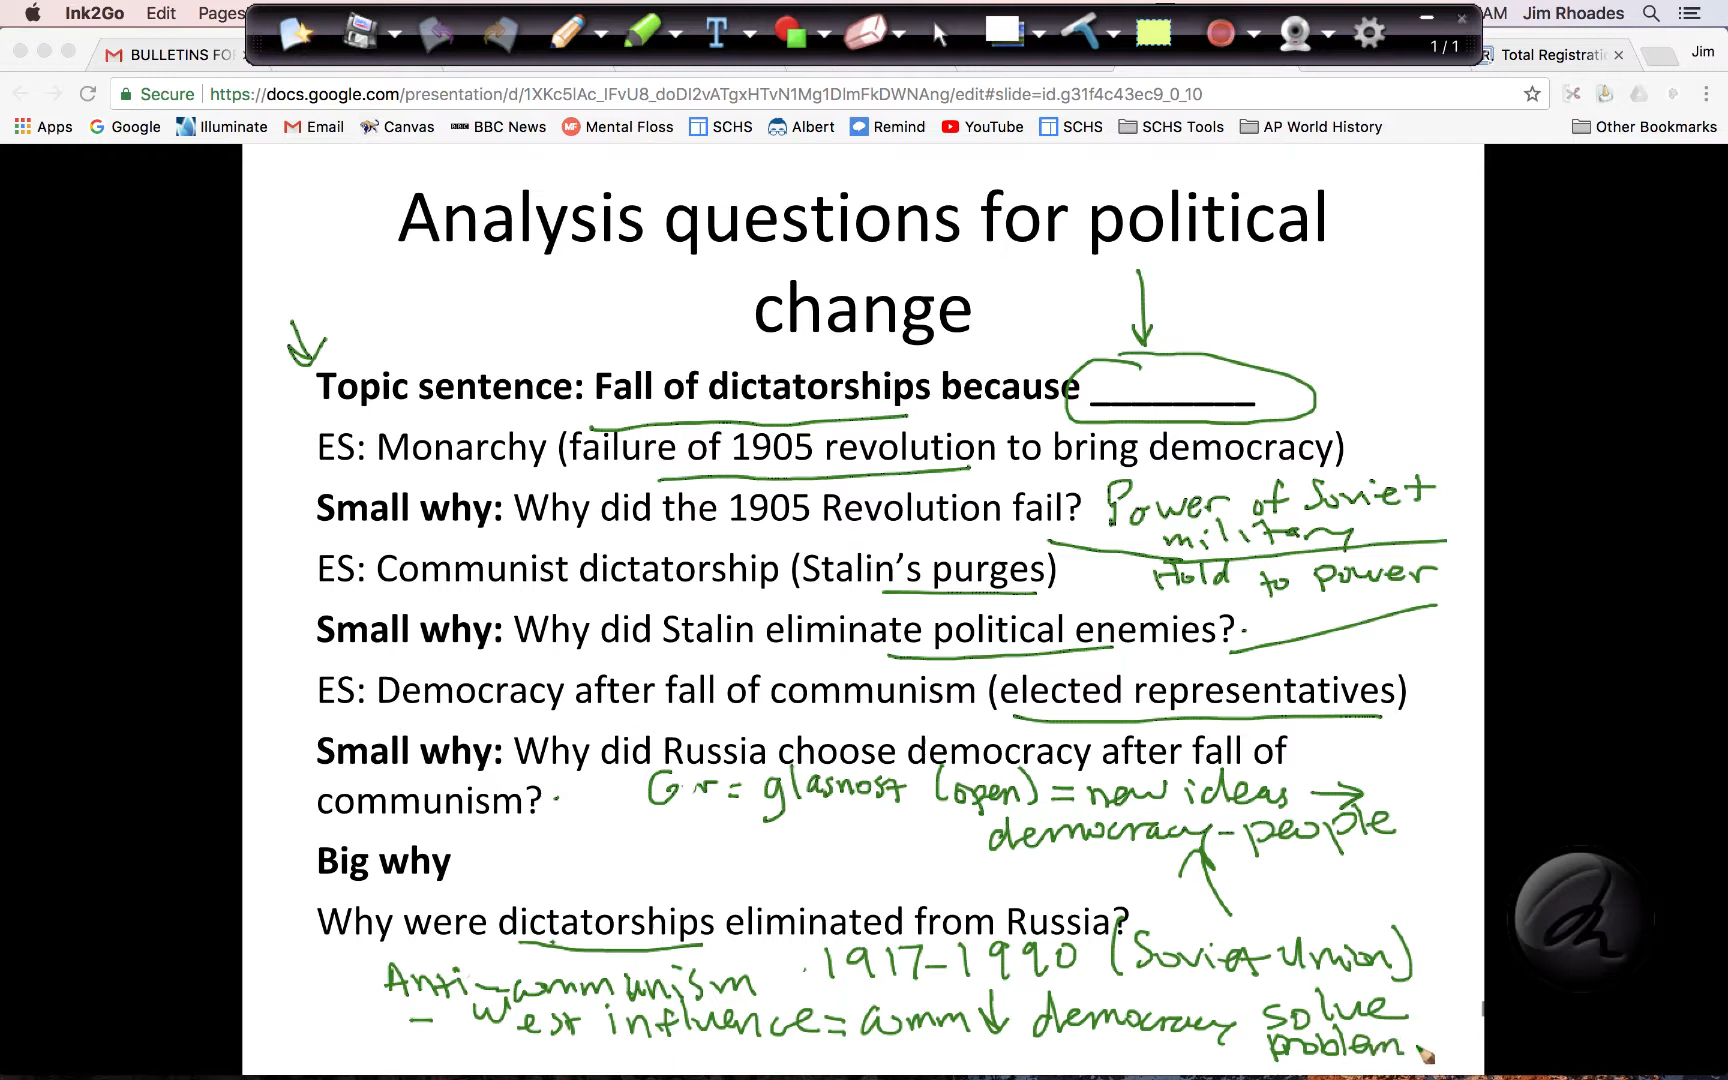 Ink2Go Edit Pages AM Jim Rhoades
1/1
BULLETINS FO Total Registrati Jim
Secure https://docs.google.com/presentation/d/1XKc5lAc_lFvU8_doDI2vATgxHTvN1Mg1DlmFkDWNAng/edit#slide=id.g31f4c43ec9_0_10
Apps Google Illuminate Email Canvas BBC News Mental Floss SCHS Albert Remind YouTube SCHS SCHS Tools AP World History Other Bookmarks
Analysis questions for political
change
Topic sentence: Fall of dictatorships because ________
ES: Monarchy (failure of 1905 revolution to bring democracy)
Small why: Why did the 1905 Revolution fail? Power of Soviet
military
ES: Communist dictatorship (Stalin's purges) Hold to power
Small why: Why did Stalin eliminate political enemies?
ES: Democracy after fall of communism (elected representatives)
Small why: Why did Russia choose democracy after fall of
communism? Gor = glasnost (open) = new ideas →
democracy - people
Big why
Why were dictatorships eliminated from Russia?
1917-1990 (Soviet Union)
Anti-communism
- West influence = comm ↓ democracy solve
problem